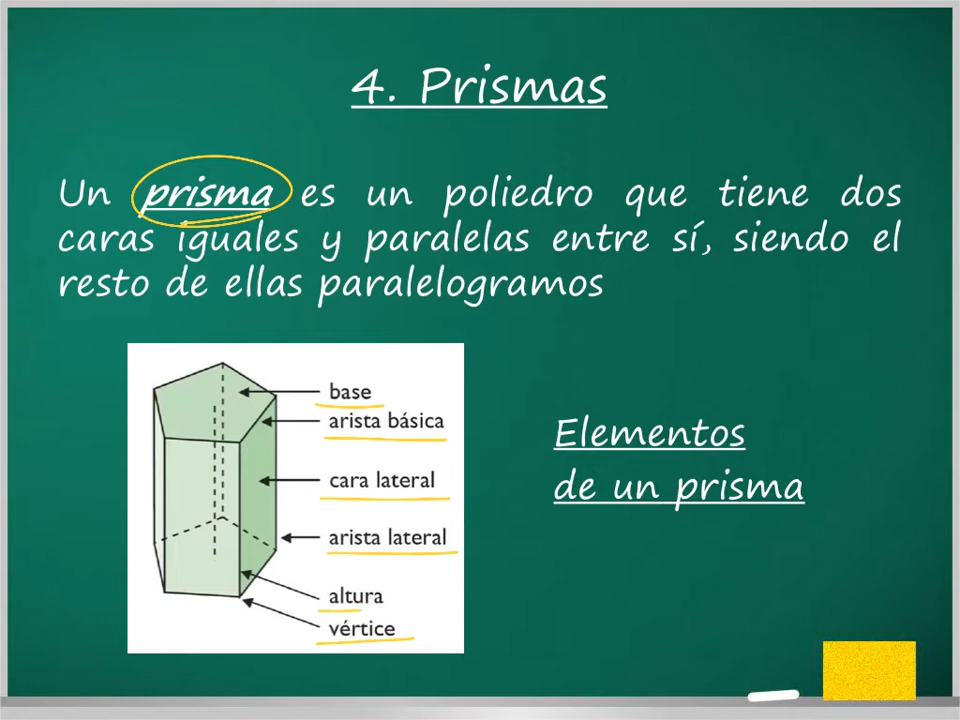 4. Prismas
Un prisma es un poliedro que tiene dos
caras iguales y paralelas entre sí, siendo el
resto de ellas paralelogramos
base
arista básica
cara lateral
arista lateral
altura
vértice
Elementos
de un prisma